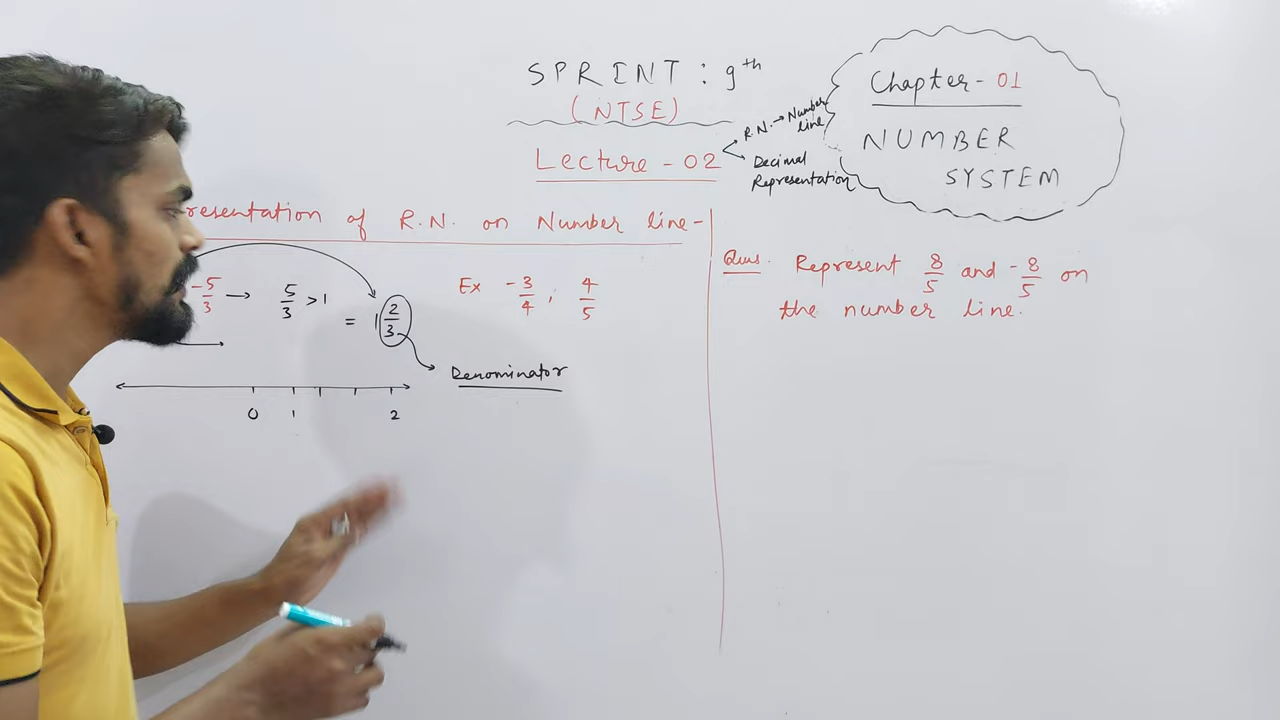 SPRINT : 9th
(NTSE)
Lecture - 02
R.N. → Number line
Decimal Representation
Chapter - 01
NUMBER
SYSTEM
resentation of R.N. on Number line -
-5/3 → 5/3 > 1
= 1 2/3
Denominator
0 1 2
Ex -3/4 , 4/5
Ques. Represent 8/5 and -8/5 on
the number line.